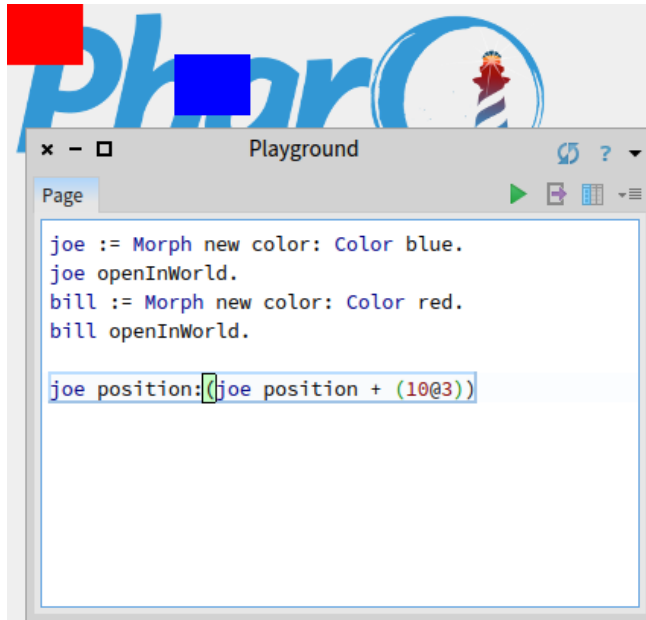 Pharo
Playground
?
Page
joe := Morph new color: Color blue.
joe openInWorld.
bill := Morph new color: Color red.
bill openInWorld.
joe position:(joe position + (10@3))